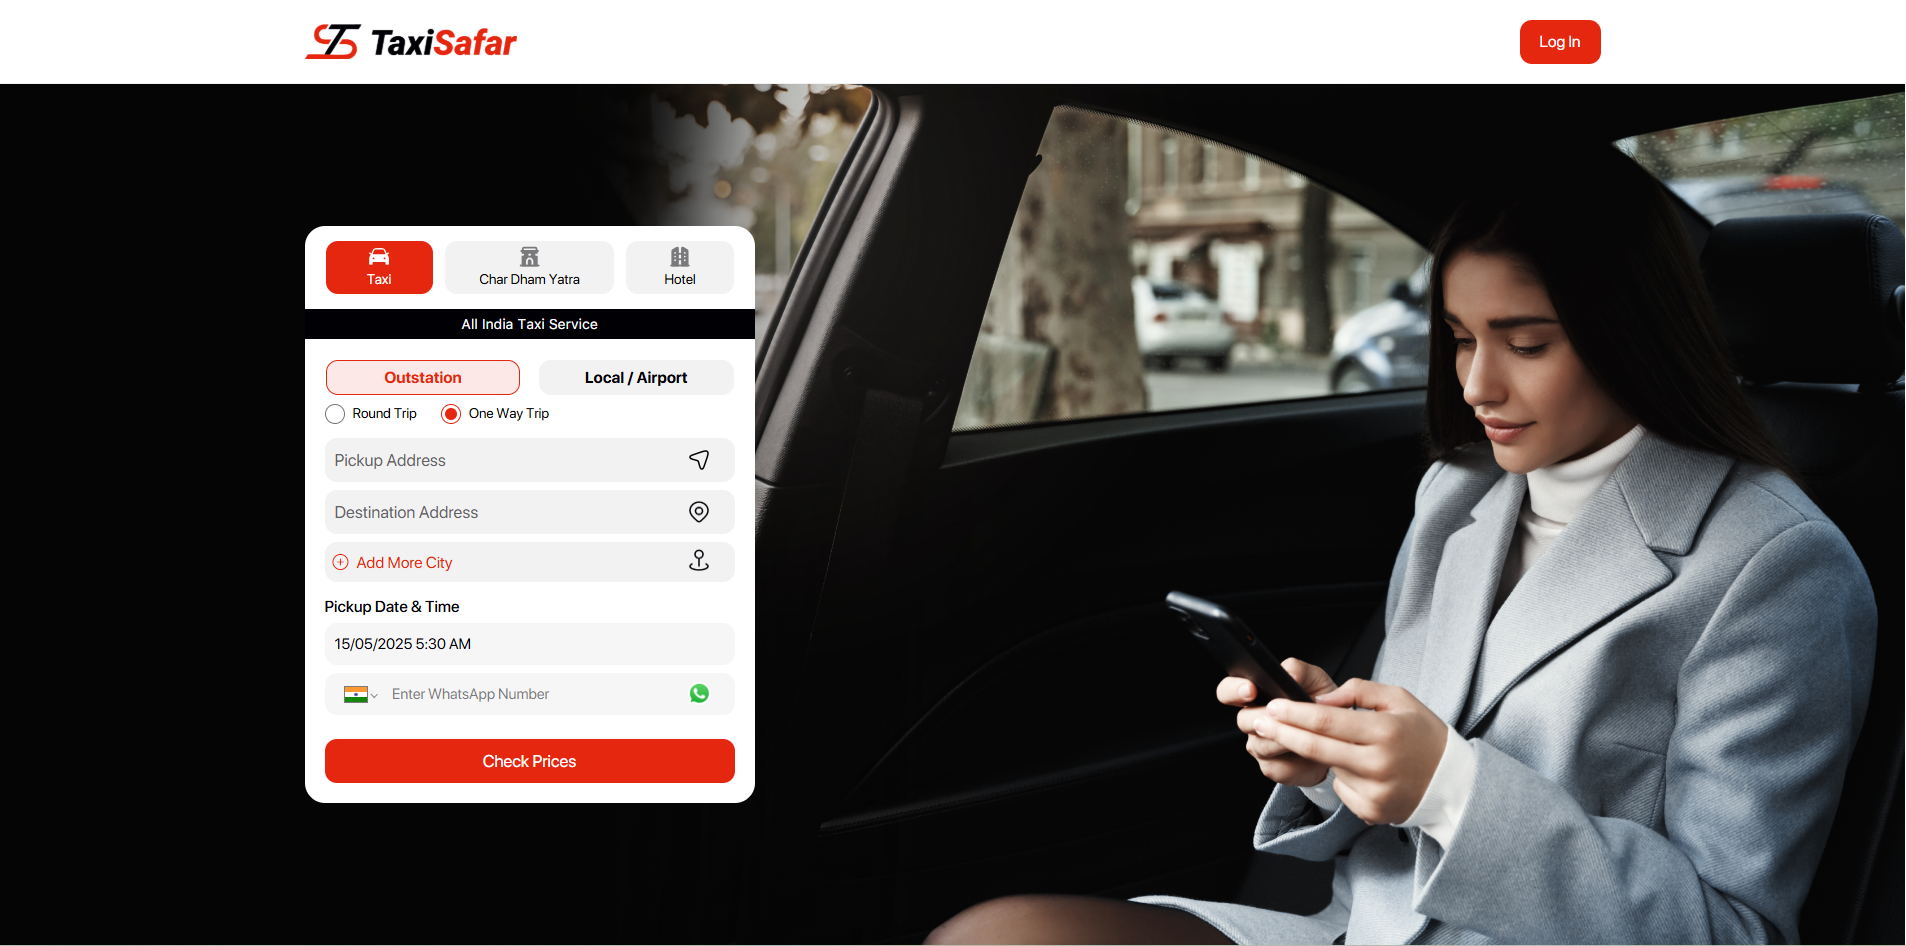 TaxiSafar
Log In
Taxi
Char Dham Yatra
Hotel
All India Taxi Service
Outstation
Local / Airport
Round Trip
One Way Trip
Pickup Address
Destination Address
Add More City
Pickup Date & Time
15/05/2025 5:30 AM
Enter WhatsApp Number
Check Prices